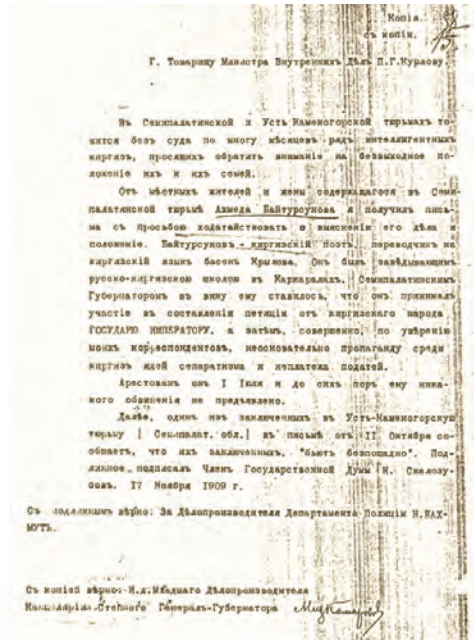 Копія.
съ копіи.
Г. Товарищу Министра Внутреннихъ Дѣлъ П.Г.Курлову.
Въ Семипалатинской и Усть-Каменогорской тюрьмахъ то-
мится безъ суда по многу мѣсяцевъ рядъ интеллигентныхъ
киргизъ, просящихъ обратить вниманіе на безвыходное по-
ложеніе ихъ и ихъ семей.
Отъ мѣстныхъ жителей и жены содержащагося въ Семи-
палатинской тюрьмѣ Ахмеда Байтурсунова я получилъ пись-
ма съ просьбою ходатайствовать о выясненіи его дѣла и
положеніе. Байтурсуновъ - киргизскій поэтъ, переводчикъ на
киргизскій языкъ басенъ Крылова. Онъ былъ завѣдывающимъ
русско-киргизскою школою въ Каркаралахъ. Семипалатинскимъ
Губернаторомъ въ вину ему ставилось, что онъ принималъ
участіе въ составленіи петиціи отъ киргизскаго народа
ГОСУДАРЮ ИМПЕРАТОРУ, а затѣмъ, совершенно, по увѣренію
моихъ корреспондентовъ, неосновательно пропаганду среди
киргизъ идей сепаратизма и неплатежа податей.
Арестованъ онъ I Іюля и до сихъ поръ ему ника-
кого обвиненія не предъявлено.
Далѣе, одинъ изъ заключенныхъ въ Усть-Каменогорскую
тюрьму / Семипалат. обл./ въ письмѣ отъ II Октября со-
общаетъ, что ихъ заключенныхъ, "бьютъ безпощадно". Под-
линное подписалъ Членъ Государственной Думы Н. Скалозу-
бовъ. 17 Ноября 1909 г.
Съ подлиннымъ вѣрно: За Дѣлопроизводителя Департамента Полиціи Н.ЖАХ-
МУТЬ.
Съ копіей вѣрно: И.д.Младшаго Дѣлопроизводителя
Канцеляріи Степного Генералъ-Губернатора